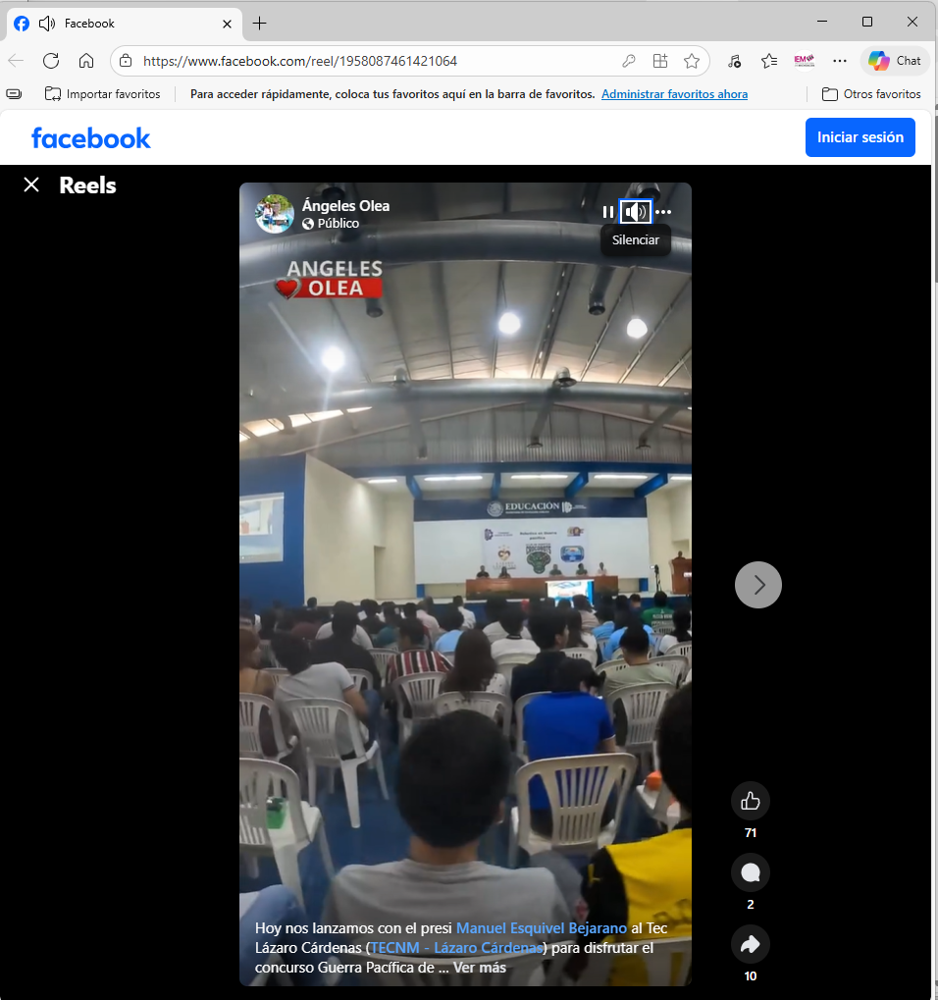 Facebook
https://www.facebook.com/reel/1958087461421064
Chat
Importar favoritos
Para acceder rápidamente, coloca tus favoritos aquí en la barra de favoritos. Administrar favoritos ahora
Otros favoritos
facebook
Iniciar sesión
Reels
Ángeles Olea
Público
Silenciar
ANGELES
OLEA
EDUCACIÓN
71
2
10
Hoy nos lanzamos con el presi Manuel Esquivel Bejarano al Tec
Lázaro Cárdenas (TECNM - Lázaro Cárdenas) para disfrutar el
concurso Guerra Pacífica de ... Ver más